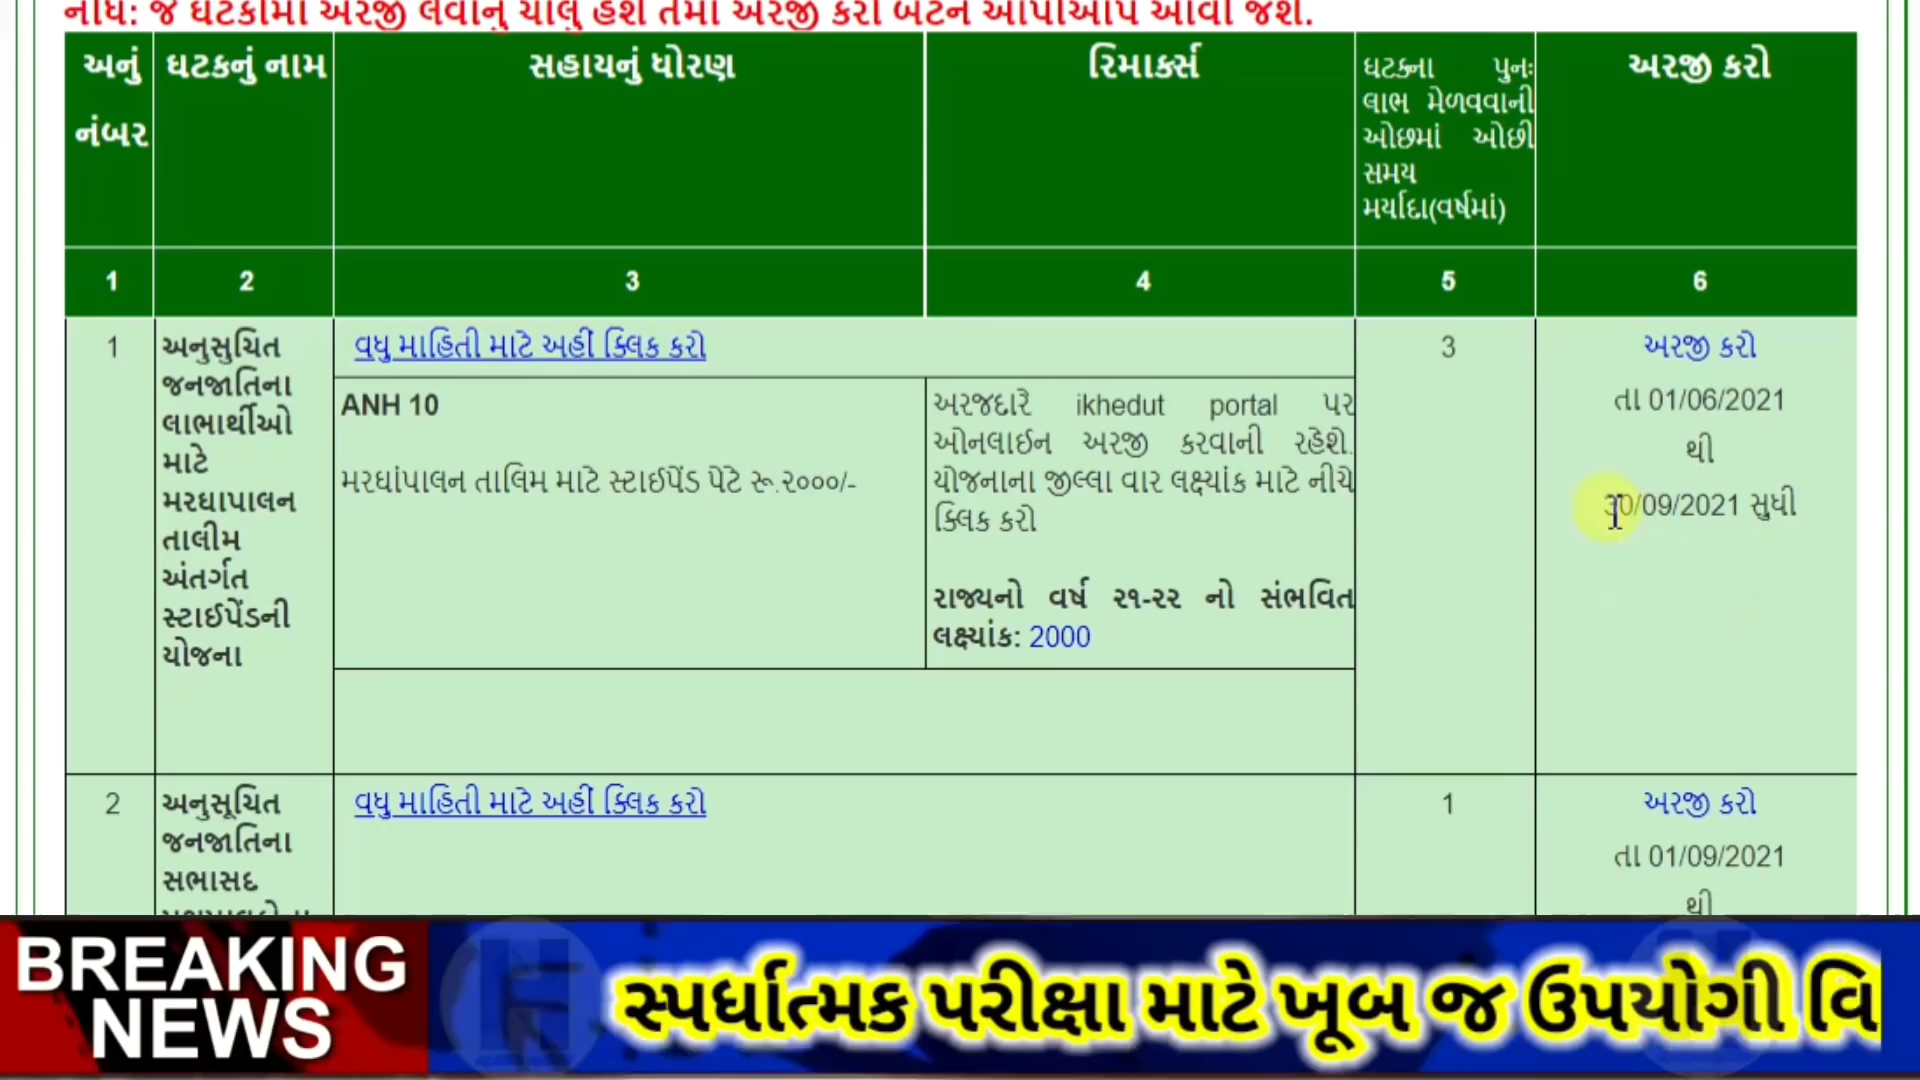 નોંધ: જે ઘટકોમાં અરજી લેવાનું ચાલુ હશે તેમાં અરજી કરો બટન આપોઆપ આવી જશે.
અનું નંબર
ઘટકનું નામ
સહાયનું ધોરણ
રિમાર્ક્સ
ઘટક્ના પુનઃ
લાભ મેળવવાની
ઓછમાં ઓછી
સમય
મર્યાદા(વર્ષમાં)
અરજી કરો
1 2 3 4 5 6
1
અનુસુચિત
જનજાતિના
લાભાર્થીઓ
માટે
મરઘાપાલન
તાલીમ
અંતર્ગત
સ્ટાઈપેંડની
યોજના
વધુ માહિતી માટે અહીં ક્લિક કરો
ANH 10
મરઘાંપાલન તાલિમ માટે સ્ટાઈપેંડ પેટે રૂ.૨૦૦૦/-
અરજદારે ikhedut portal પર
ઓનલાઈન અરજી કરવાની રહેશે.
યોજનાના જીલ્લા વાર લક્ષ્યાંક માટે નીચે
ક્લિક કરો
રાજ્યનો વર્ષ ૨૧-૨૨ નો સંભવિત
લક્ષ્યાંક: 2000
3
અરજી કરો
તા 01/06/2021
થી
30/09/2021 સુધી
2
અનુસૂચિત
જનજાતિના
સભાસદ
વધુ માહિતી માટે અહીં ક્લિક કરો
1
અરજી કરો
તા 01/09/2021
થી
BREAKING
NEWS
સ્પર્ધાત્મક પરીક્ષા માટે ખૂબ જ ઉપયોગી વિ